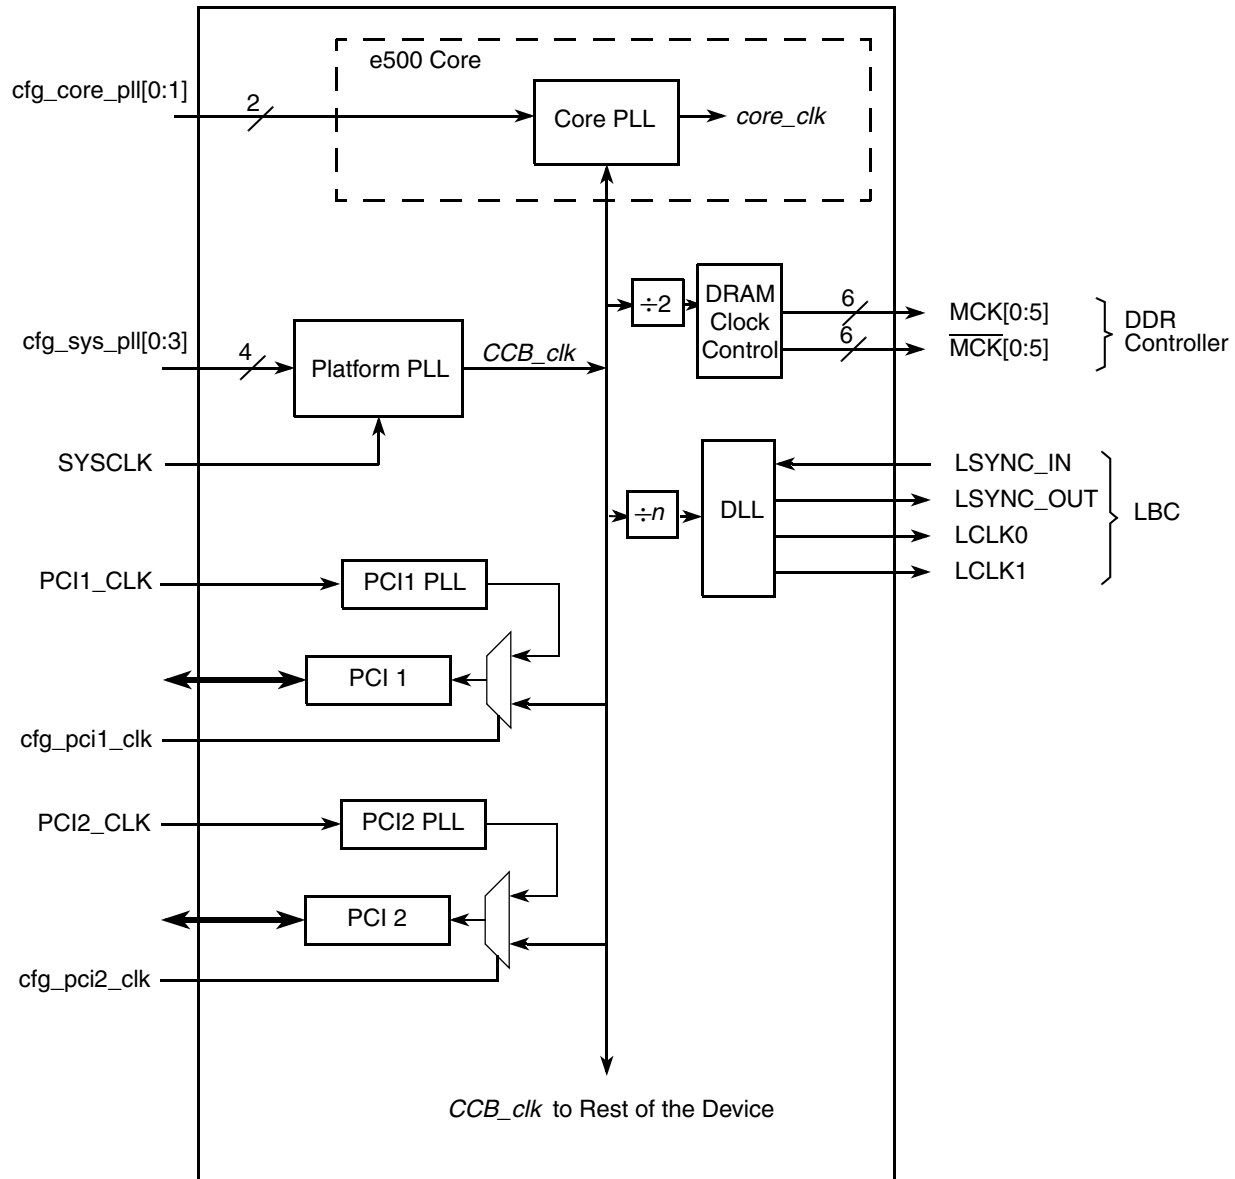 e500 Core
cfg_core_pll[0:1]
2
Core PLL
core_clk
÷2
DRAM
Clock
Control
6
6
MCK[0:5]
MCK[0:5]
DDR
Controller
cfg_sys_pll[0:3]
4
Platform PLL
CCB_clk
SYSCLK
÷n
DLL
LSYNC_IN
LSYNC_OUT
LCLK0
LCLK1
LBC
PCI1_CLK
PCI1 PLL
PCI 1
cfg_pci1_clk
PCI2_CLK
PCI2 PLL
PCI 2
cfg_pci2_clk
CCB_clk to Rest of the Device